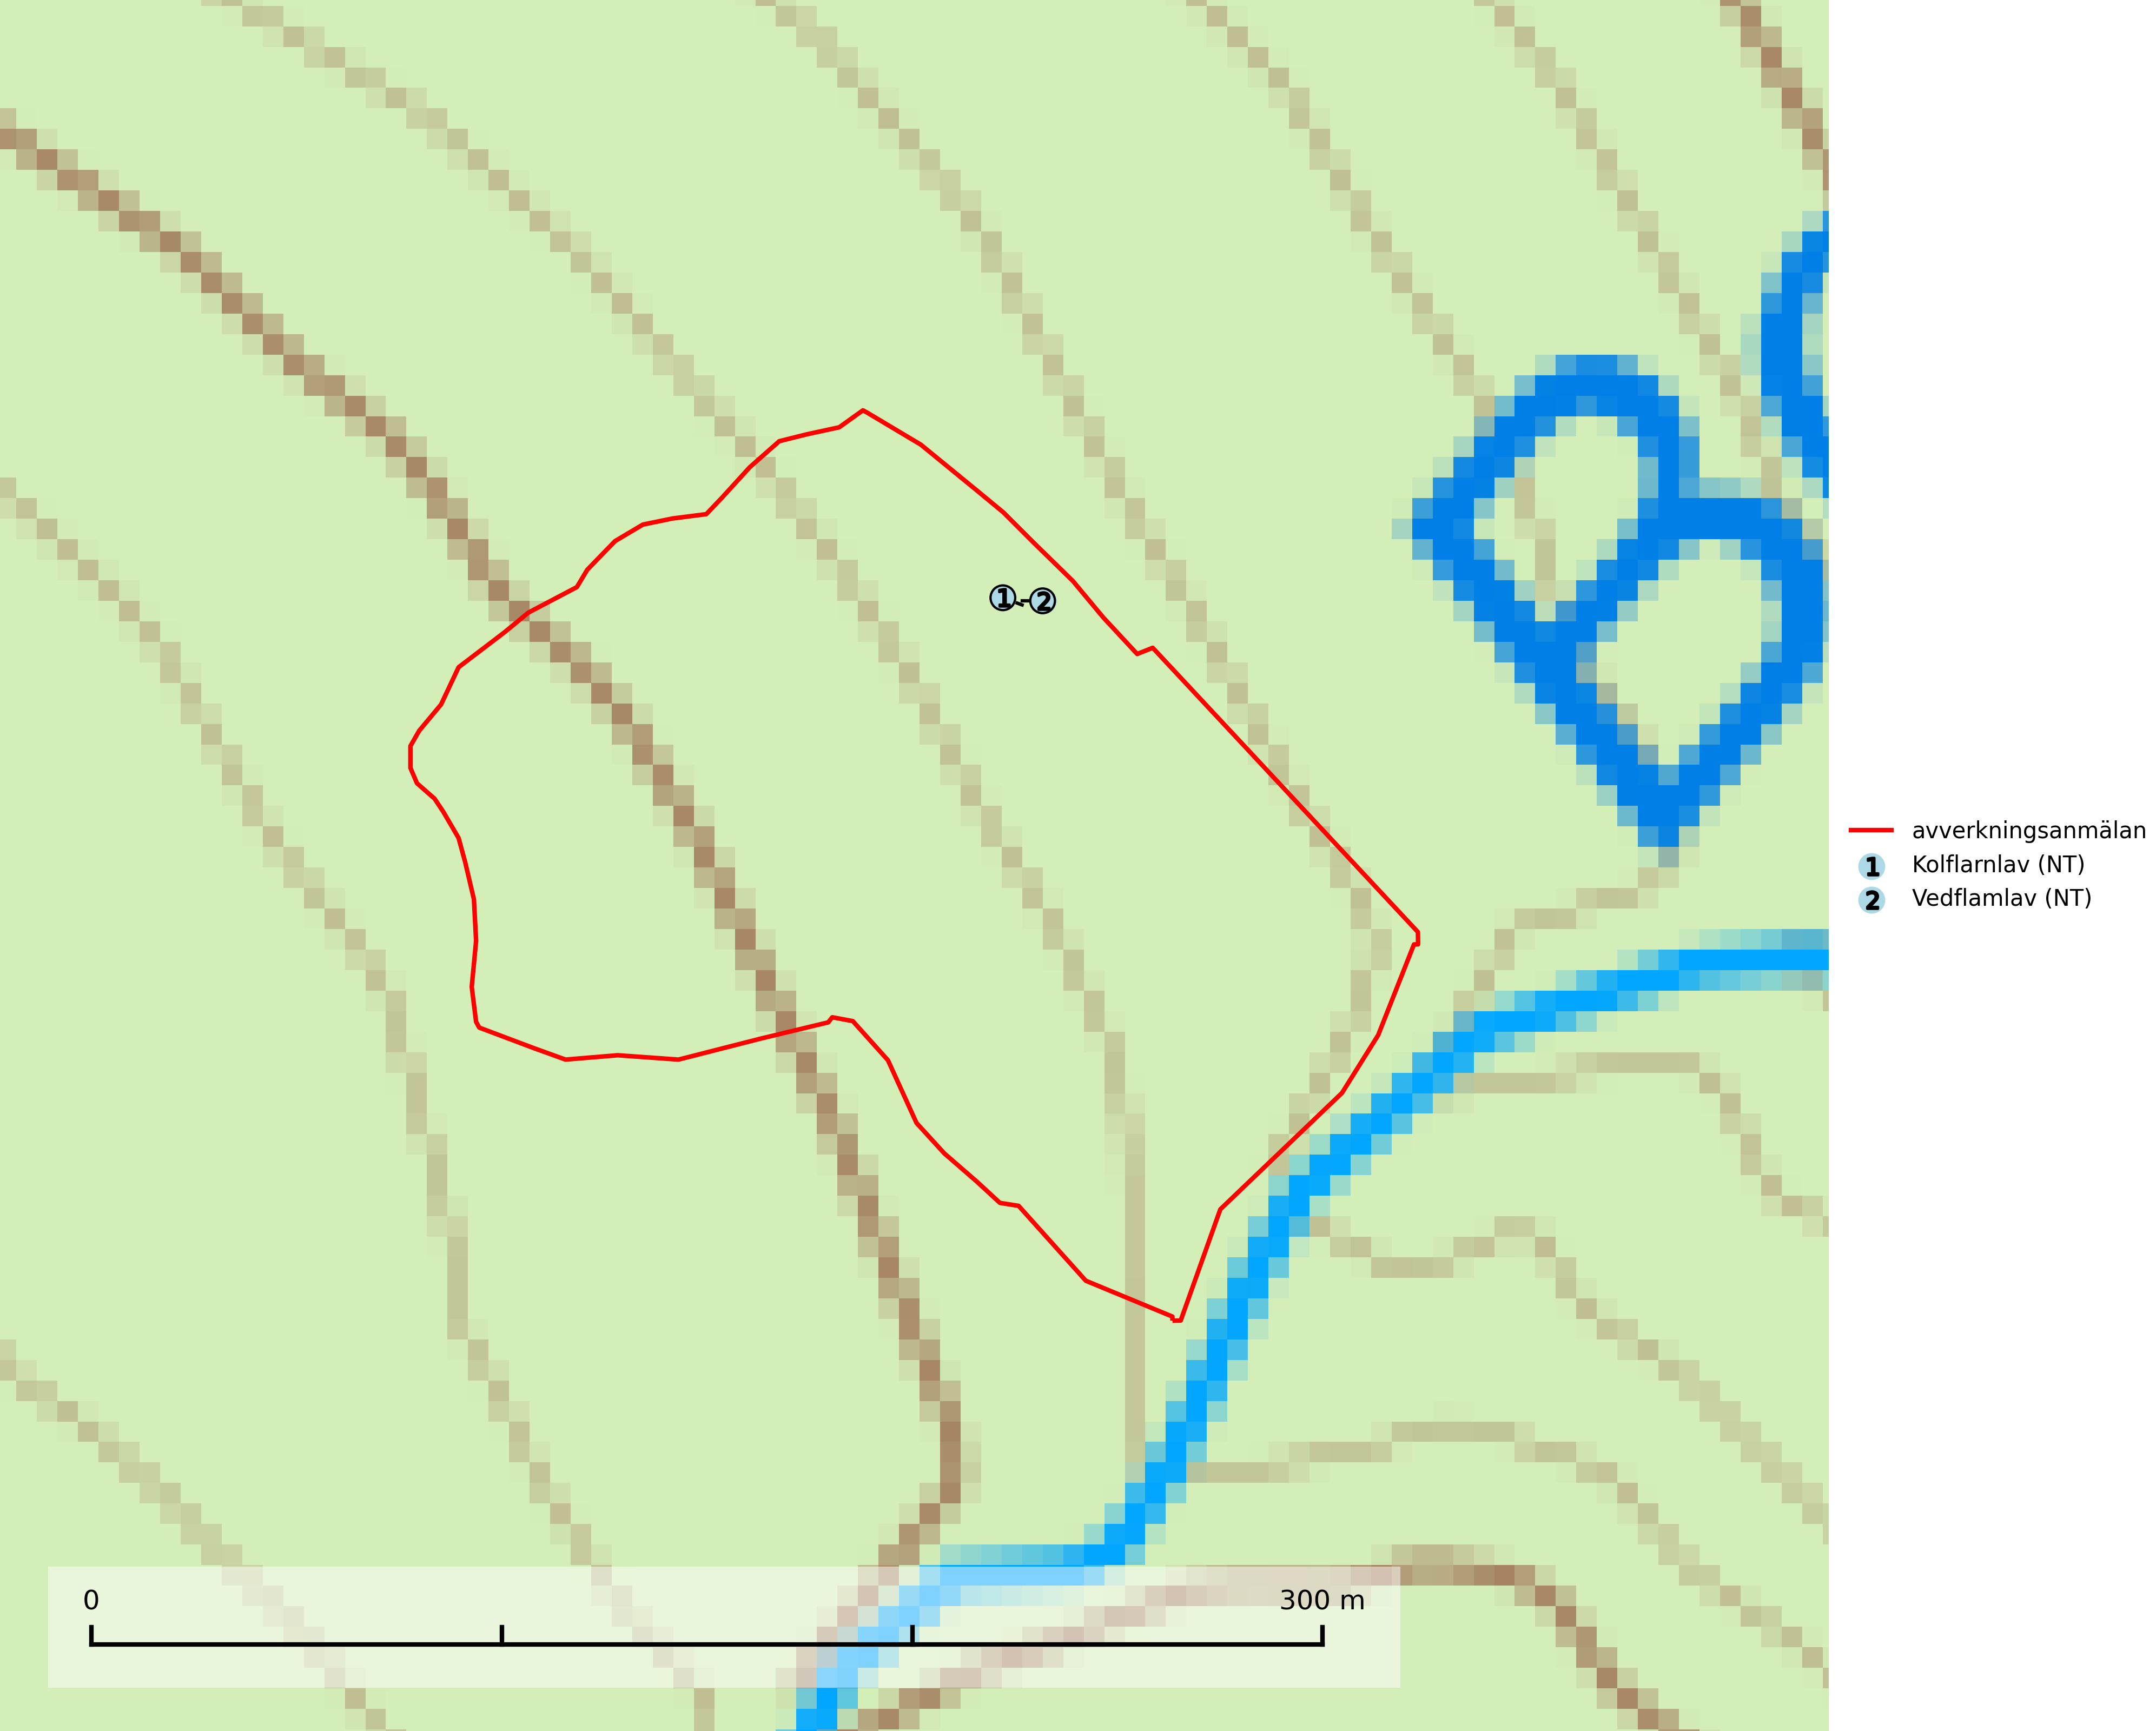 1 2
avverkningsanmälan
1 Kolflarnlav (NT)
2 Vedflamlav (NT)
0 300 m